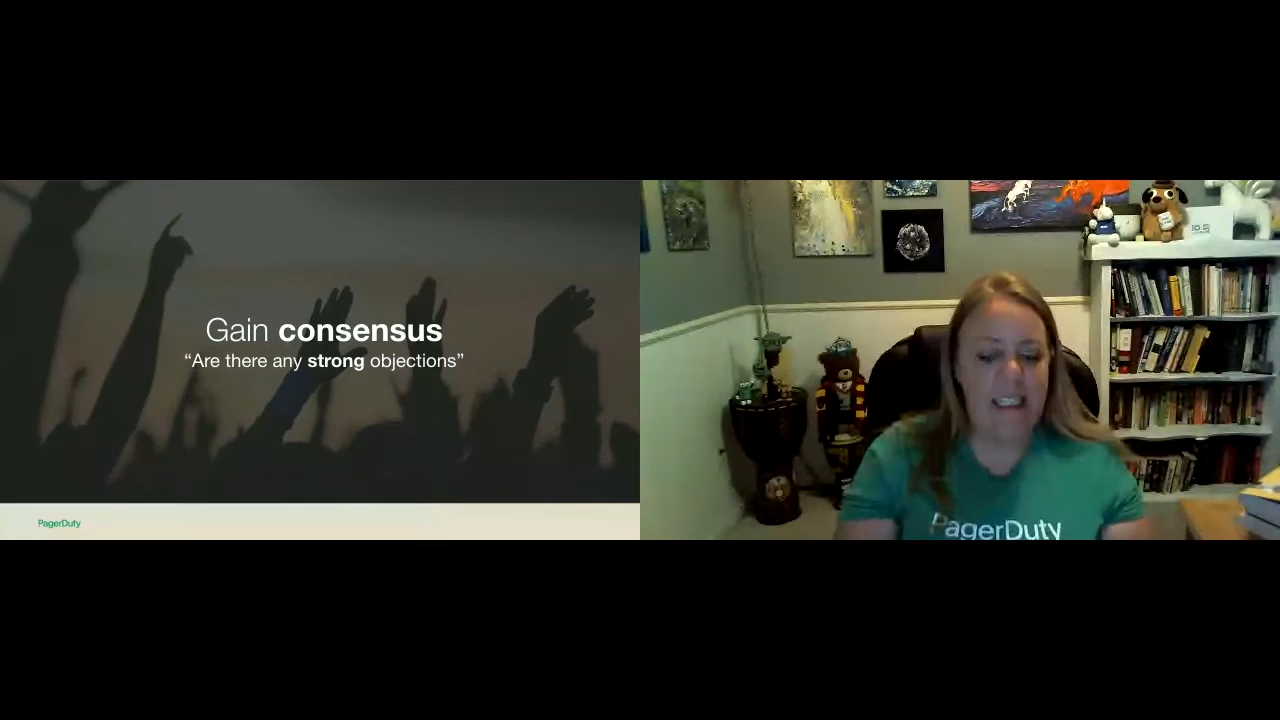 Gain consensus
“Are there any strong objections”
PagerDuty
PagerDuty